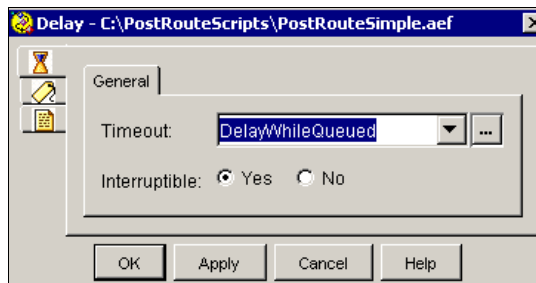 Delay - C:\PostRouteScripts\PostRouteSimple.aef
General
Timeout: DelayWhileQueued ...
Interruptible: Yes No
OK Apply Cancel Help